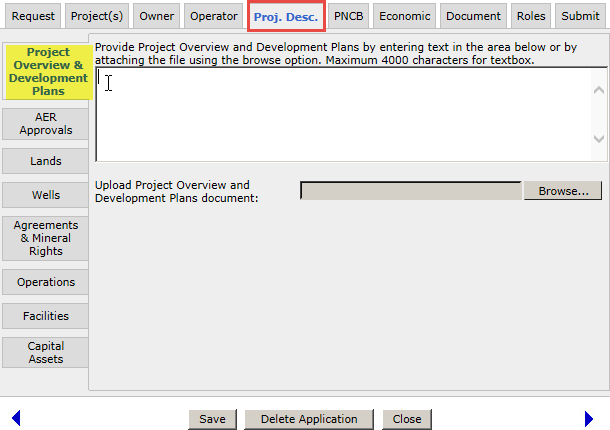 Request Project(s) Owner Operator Proj. Desc. PNCB Economic Document Roles Submit
Project
Overview &
Development
Plans
AER
Approvals
Lands
Wells
Agreements
& Mineral
Rights
Operations
Facilities
Capital
Assets
Provide Project Overview and Development Plans by entering text in the area below or by
attaching the file using the browse option. Maximum 4000 characters for textbox.
Upload Project Overview and
Development Plans document:
Browse...
Save Delete Application Close